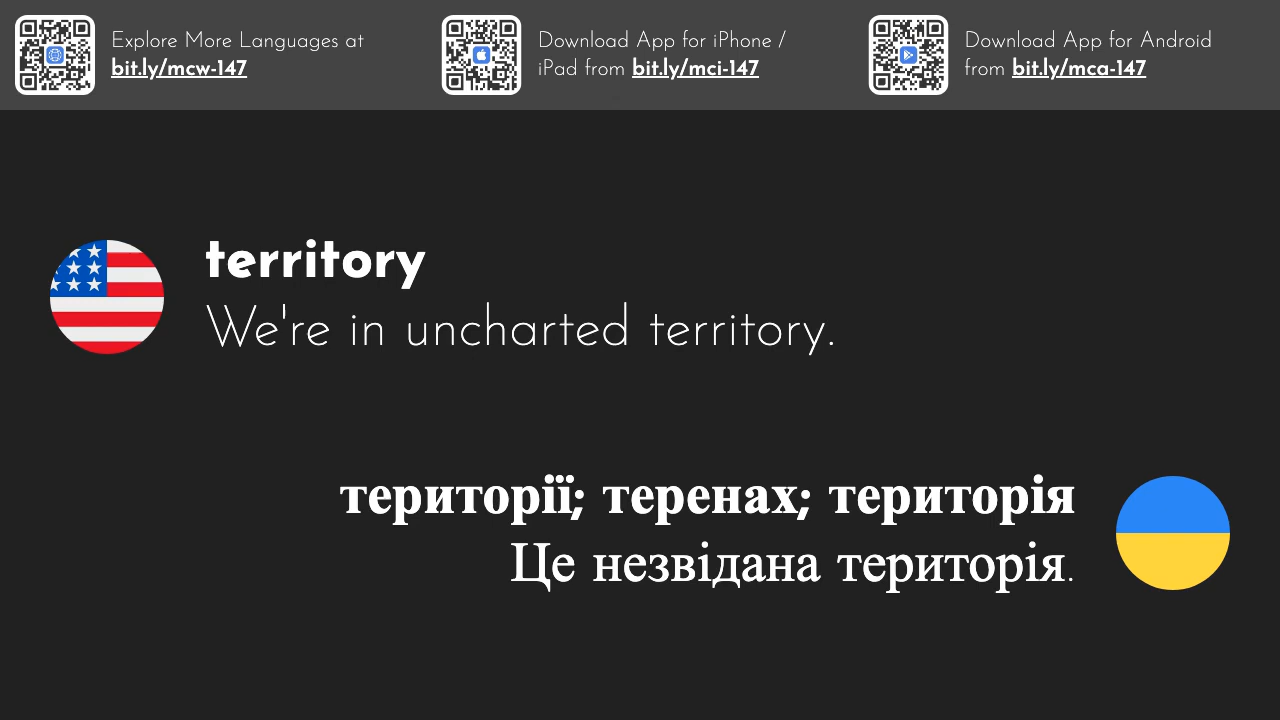 Explore More Languages at
bit.ly/mcw-147
Download App for iPhone /
iPad from bit.ly/mci-147
Download App for Android
from bit.ly/mca-147
territory
We're in uncharted territory.
території; теренах; територія
Це незвідана територія.